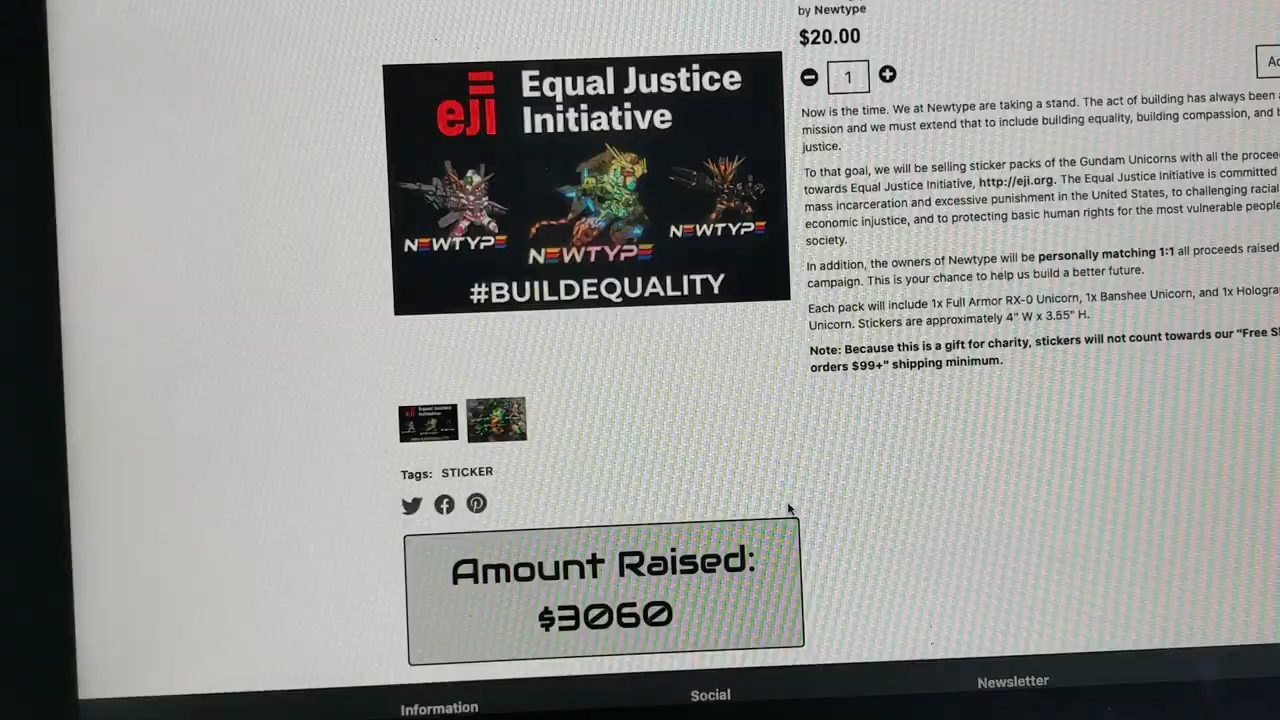 by Newtype
$20.00
1
eji Equal Justice
Initiative
NEWTYPE
NEWTYPE
NEWTYPE
#BUILDEQUALITY
Now is the time. We at Newtype are taking a stand. The act of building has always been
mission and we must extend that to include building equality, building compassion, and
justice.
To that goal, we will be selling sticker packs of the Gundam Unicorns with all the
towards Equal Justice Initiative, http://eji.org. The Equal Justice Initiative is committed
mass incarceration and excessive punishment in the United States, to challenging racial
economic injustice, and to protecting basic human rights for the most vulnerable people
society.
In addition, the owners of Newtype will be personally matching 1:1 all proceeds raised
campaign. This is your chance to help us build a better future.
Each pack will include 1x Full Armor RX-0 Unicorn, 1x Banshee Unicorn, and 1x
Unicorn. Stickers are approximately 4" W x 3.55" H.
Note: Because this is a gift for charity, stickers will not count towards our "Free
orders $99+" shipping minimum.
Tags: STICKER
Amount Raised:
$3060
Information
Social
Newsletter